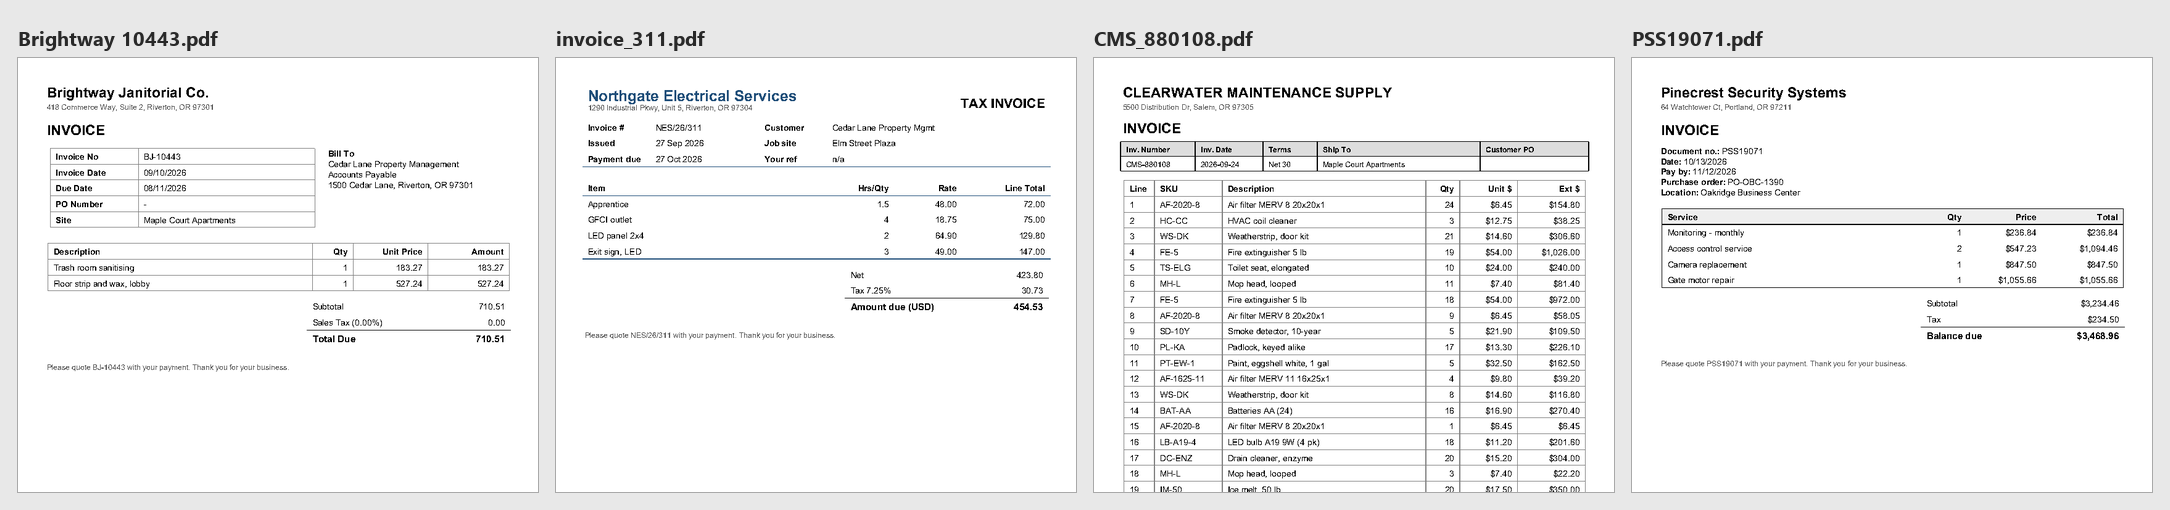 Brightway 10443.pdf
Brightway Janitorial Co.
418 Commerce Way, Suite 2, Riverton, OR 97301
INVOICE
Invoice No BJ-10443
Invoice Date 09/10/2026
Due Date 08/11/2026
PO Number -
Site Maple Court Apartments
Bill To
Cedar Lane Property Management
Accounts Payable
1500 Cedar Lane, Riverton, OR 97301
Description Qty Unit Price Amount
Trash room sanitising 1 183.27 183.27
Floor strip and wax, lobby 1 527.24 527.24
Subtotal 710.51
Sales Tax (0.00%) 0.00
Total Due 710.51
Please quote BJ-10443 with your payment. Thank you for your business.
invoice_311.pdf
Northgate Electrical Services
1290 Industrial Pkwy, Unit 5, Riverton, OR 97304
TAX INVOICE
Invoice # NES/26/311 Customer Cedar Lane Property Mgmt
Issued 27 Sep 2026 Job site Elm Street Plaza
Payment due 27 Oct 2026 Your ref n/a
Item Hrs/Qty Rate Line Total
Apprentice 1.5 48.00 72.00
GFCI outlet 4 18.75 75.00
LED panel 2x4 2 64.90 129.80
Exit sign, LED 3 49.00 147.00
Net 423.80
Tax 7.25% 30.73
Amount due (USD) 454.53
Please quote NES/26/311 with your payment. Thank you for your business.
CMS_880108.pdf
CLEARWATER MAINTENANCE SUPPLY
5500 Distribution Dr, Salem, OR 97305
INVOICE
Inv. Number Inv. Date Terms Ship To Customer PO
CMS-880108 2026-09-24 Net 30 Maple Court Apartments
Line SKU Description Qty Unit $ Ext $
1 AF-2020-8 Air filter MERV 8 20x20x1 24 $6.45 $154.80
2 HC-CC HVAC coil cleaner 3 $12.75 $38.25
3 WS-DK Weatherstrip, door kit 21 $14.60 $306.60
4 FE-5 Fire extinguisher 5 lb 19 $54.00 $1,026.00
5 TS-ELG Toilet seat, elongated 10 $24.00 $240.00
6 MH-L Mop head, looped 11 $7.40 $81.40
7 FE-5 Fire extinguisher 5 lb 18 $54.00 $972.00
8 AF-2020-8 Air filter MERV 8 20x20x1 9 $6.45 $58.05
9 SD-10Y Smoke detector, 10-year 5 $21.90 $109.50
10 PL-KA Padlock, keyed alike 17 $13.30 $226.10
11 PT-EW-1 Paint, eggshell white, 1 gal 5 $32.50 $162.50
12 AF-1625-11 Air filter MERV 11 16x25x1 4 $9.80 $39.20
13 WS-DK Weatherstrip, door kit 8 $14.60 $116.80
14 BAT-AA Batteries AA (24) 16 $16.90 $270.40
15 AF-2020-8 Air filter MERV 8 20x20x1 1 $6.45 $6.45
16 LB-A19-4 LED bulb A19 9W (4 pk) 18 $11.20 $201.60
17 DC-ENZ Drain cleaner, enzyme 20 $15.20 $304.00
18 MH-L Mop head, looped 3 $7.40 $22.20
19 IM-50 Ice melt, 50 lb 20 $17.50 $350.00
PSS19071.pdf
Pinecrest Security Systems
64 Watchtower Ct, Portland, OR 97211
INVOICE
Document no.: PSS19071
Date: 10/13/2026
Pay by: 11/12/2026
Purchase order: PO-OBC-1390
Location: Oakridge Business Center
Service Qty Price Total
Monitoring - monthly 1 $236.84 $236.84
Access control service 2 $547.23 $1,094.46
Camera replacement 1 $847.50 $847.50
Gate motor repair 1 $1,055.66 $1,055.66
Subtotal $3,234.46
Tax $234.50
Balance due $3,468.96
Please quote PSS19071 with your payment. Thank you for your business.